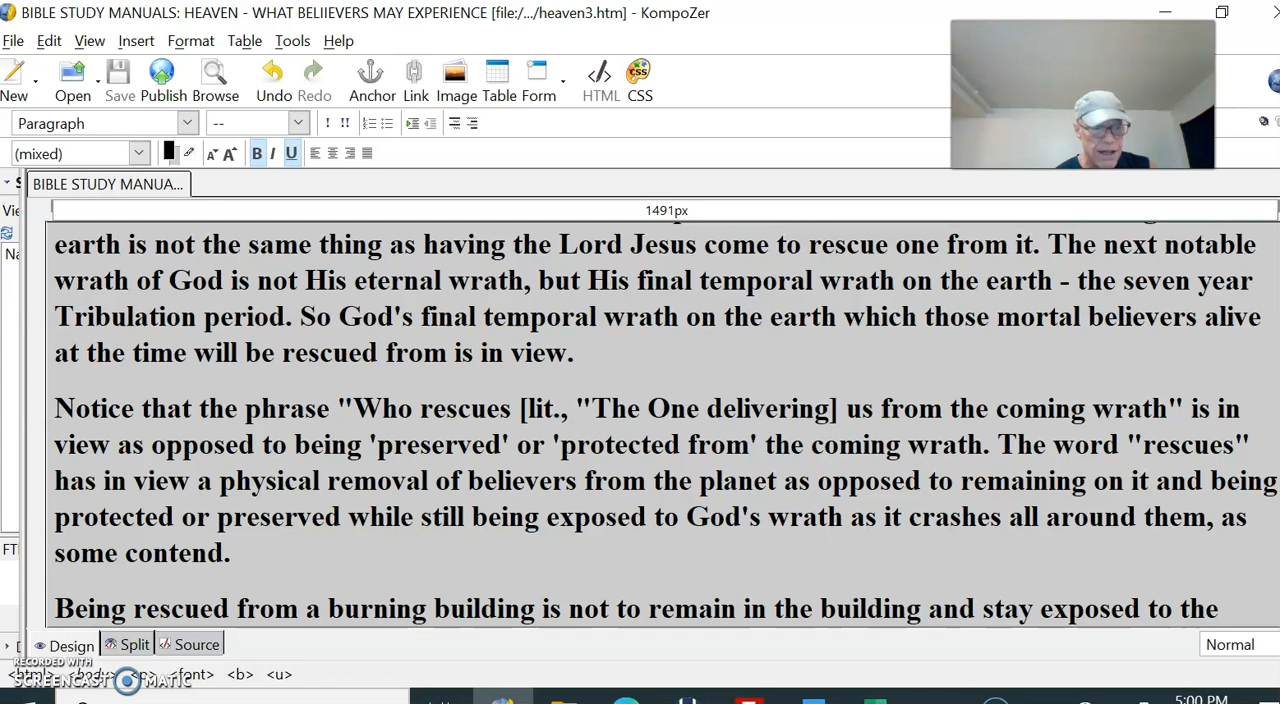 BIBLE STUDY MANUALS: HEAVEN - WHAT BELIIEVERS MAY EXPERIENCE [file:/.../heaven3.htm] - KompoZer
File Edit View Insert Format Table Tools Help
New Open Save Publish Browse Undo Redo Anchor Link Image Table Form HTML CSS
Paragraph -- ! !!
(mixed) A A B I U
S BIBLE STUDY MANUA...
Vie 1491px
Na
earth is not the same thing as having the Lord Jesus come to rescue one from it. The next notable
wrath of God is not His eternal wrath, but His final temporal wrath on the earth - the seven year
Tribulation period. So God's final temporal wrath on the earth which those mortal believers alive
at the time will be rescued from is in view.
Notice that the phrase "Who rescues [lit., "The One delivering] us from the coming wrath" is in
view as opposed to being 'preserved' or 'protected from' the coming wrath. The word "rescues"
has in view a physical removal of believers from the planet as opposed to remaining on it and being
protected or preserved while still being exposed to God's wrath as it crashes all around them, as
some contend.
FT
Being rescued from a burning building is not to remain in the building and stay exposed to the
Design Split Source Normal
RECORDED WITH
SCREENCAST MATIC
<html> <body> <p> <font> <b> <u>
5:00 PM